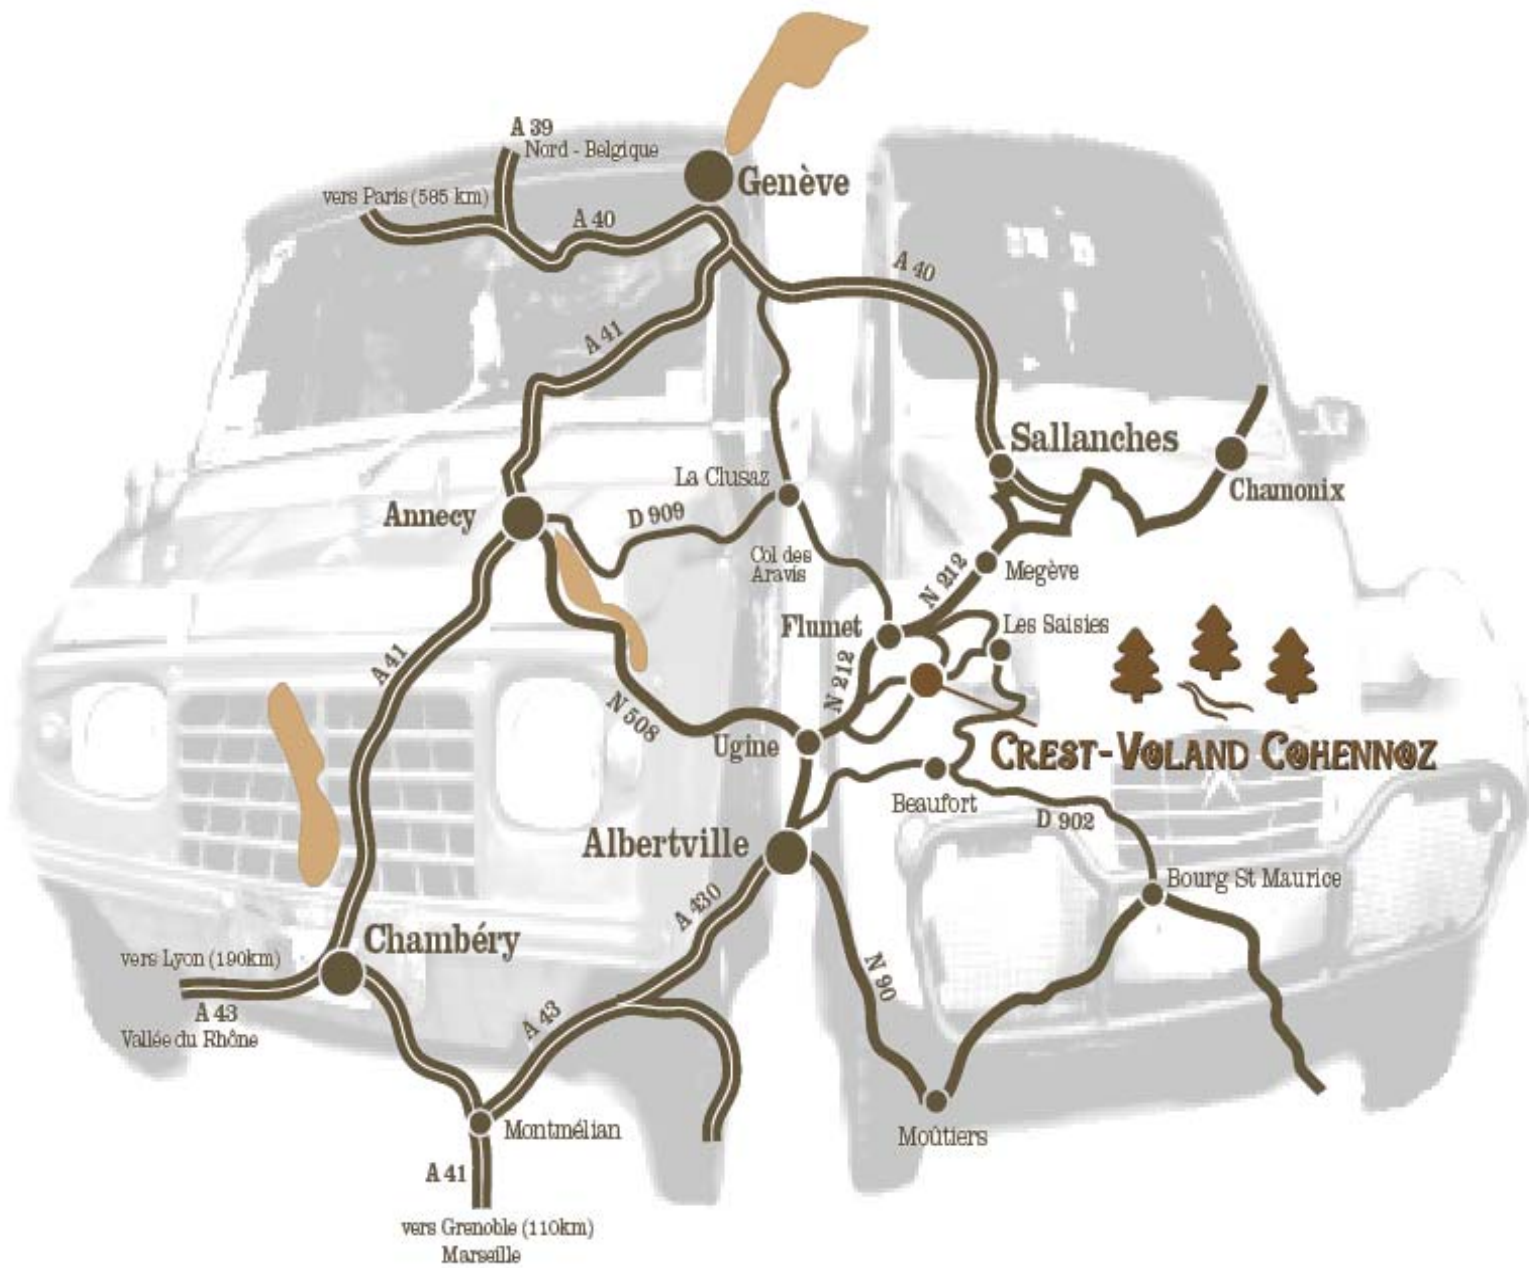 A 39
Nord - Belgique
vers Paris (585 km)
Genève
A 40
A 40
A 41
Sallanches
La Clusaz
Chamonix
Annecy
D 909
Col des
Aravis
N 212
Megève
Flumet
Les Saisies
A 41
N 212
N 508
Ugine
CREST-VOLAND COHENNOZ
Beaufort
D 902
Albertville
Bourg St Maurice
A 430
Chambéry
vers Lyon (190km)
N 90
A 43
Vallée du Rhône
A 43
Montmélian
Moûtiers
A 41
vers Grenoble (110km)
Marseille